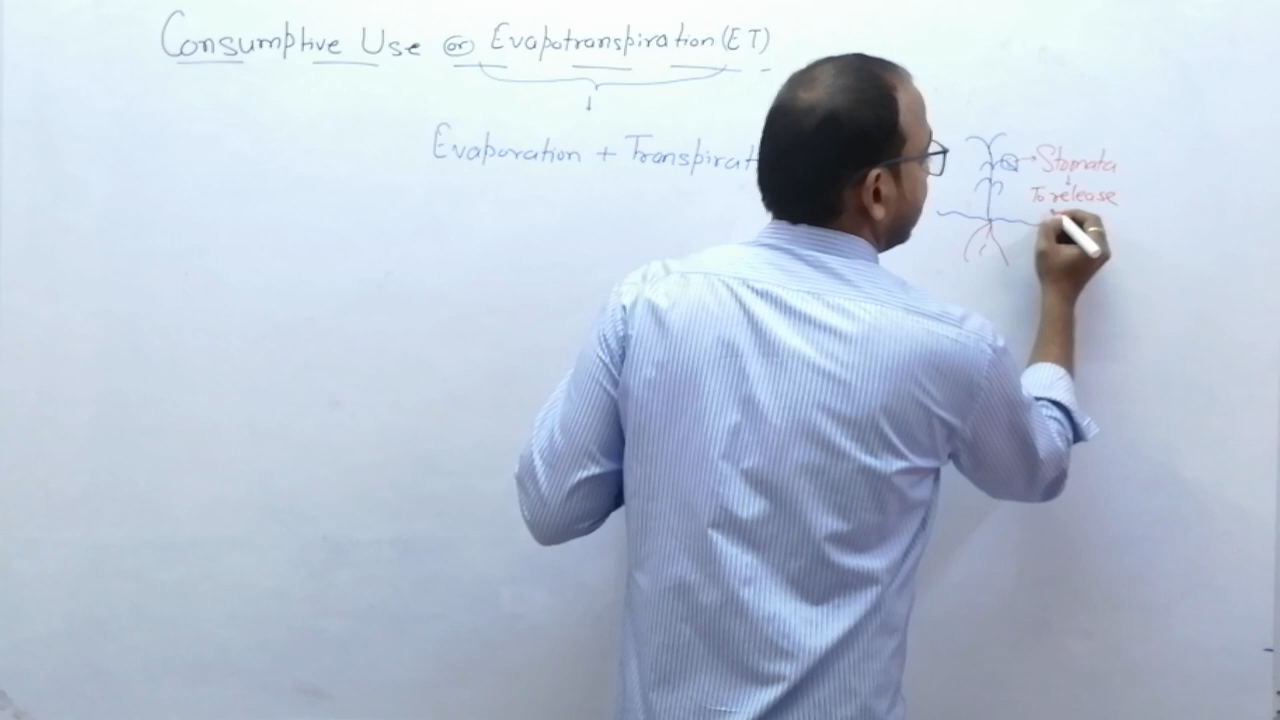 Consumptive Use or Evapotranspiration (ET)
Evaporation + Transpirat
Stomata
To release